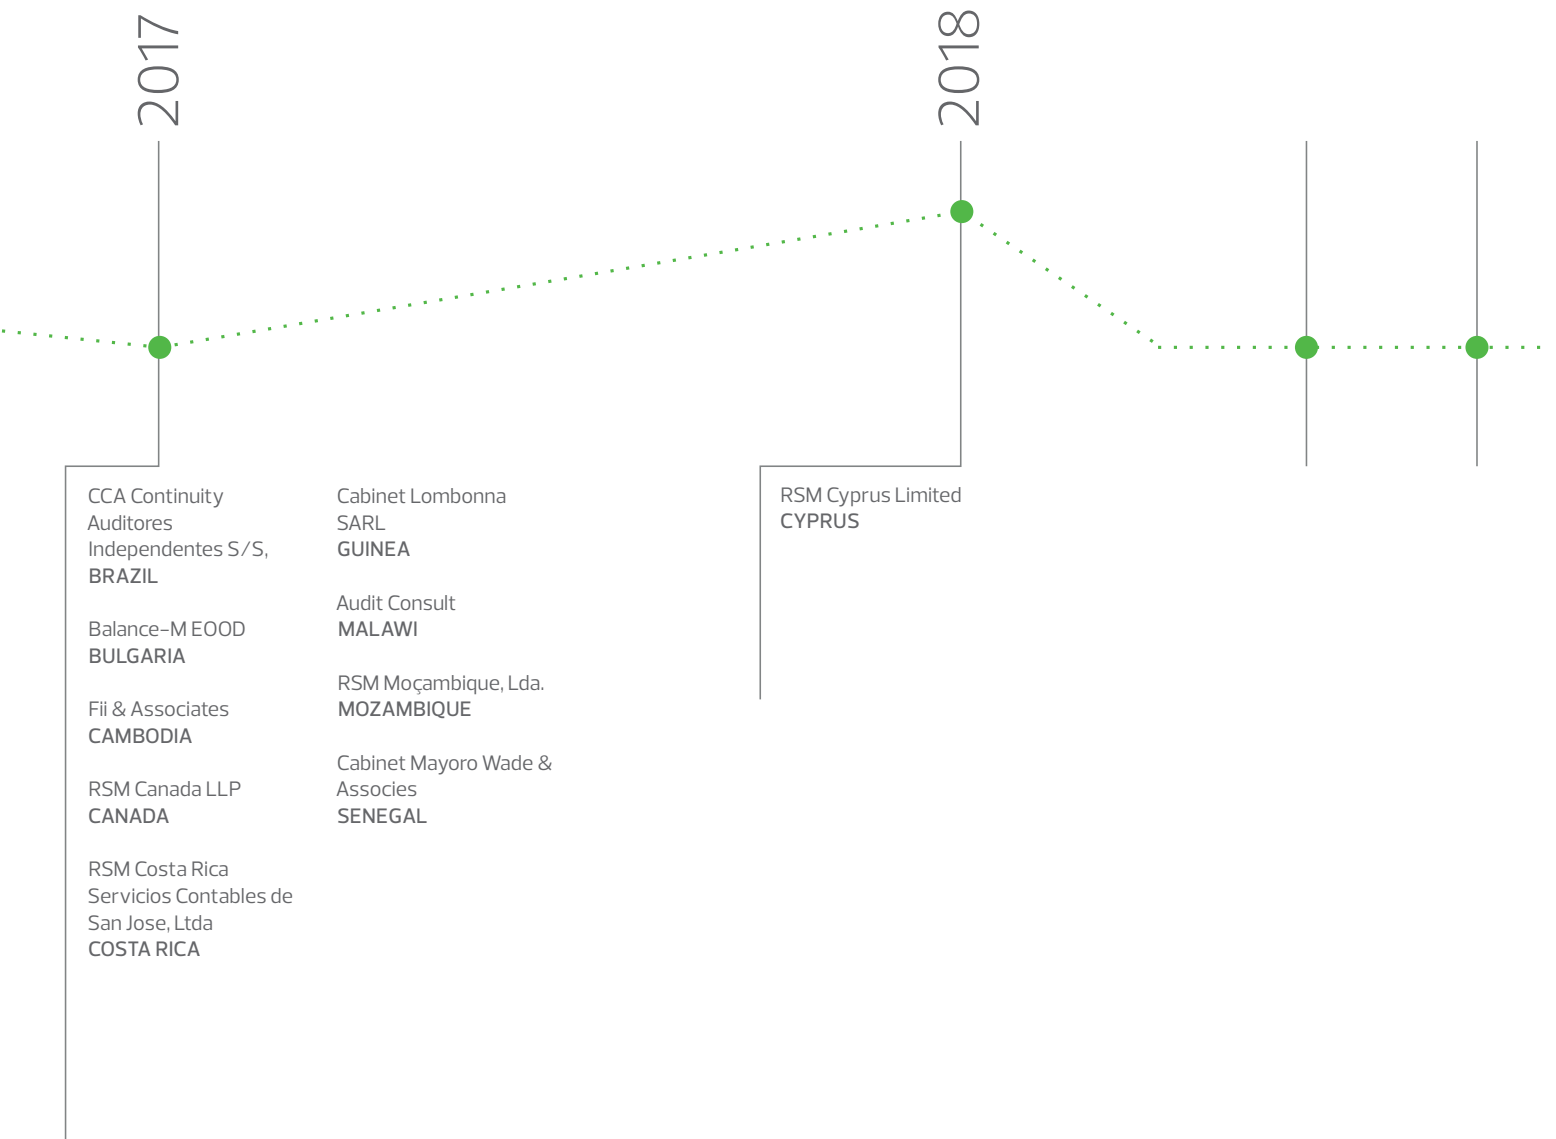 2017
2018
CCA Continuity
Auditores
Independentes S/S,
BRAZIL
Balance-M EOOD
BULGARIA
Fii & Associates
CAMBODIA
RSM Canada LLP
CANADA
RSM Costa Rica
Servicios Contables de
San Jose, Ltda
COSTA RICA
Cabinet Lombonna
SARL
GUINEA
Audit Consult
MALAWI
RSM Moçambique, Lda.
MOZAMBIQUE
Cabinet Mayoro Wade &
Associes
SENEGAL
RSM Cyprus Limited
CYPRUS